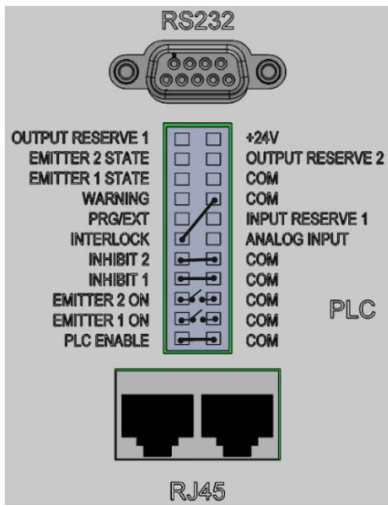 RS232
OUTPUT RESERVE 1 +24V
EMITTER 2 STATE OUTPUT RESERVE 2
EMITTER 1 STATE COM
WARNING COM
PRG/EXT INPUT RESERVE 1
INTERLOCK ANALOG INPUT
INHIBIT 2 COM
INHIBIT 1 COM
EMITTER 2 ON COM
EMITTER 1 ON COM
PLC ENABLE COM
PLC
RJ45